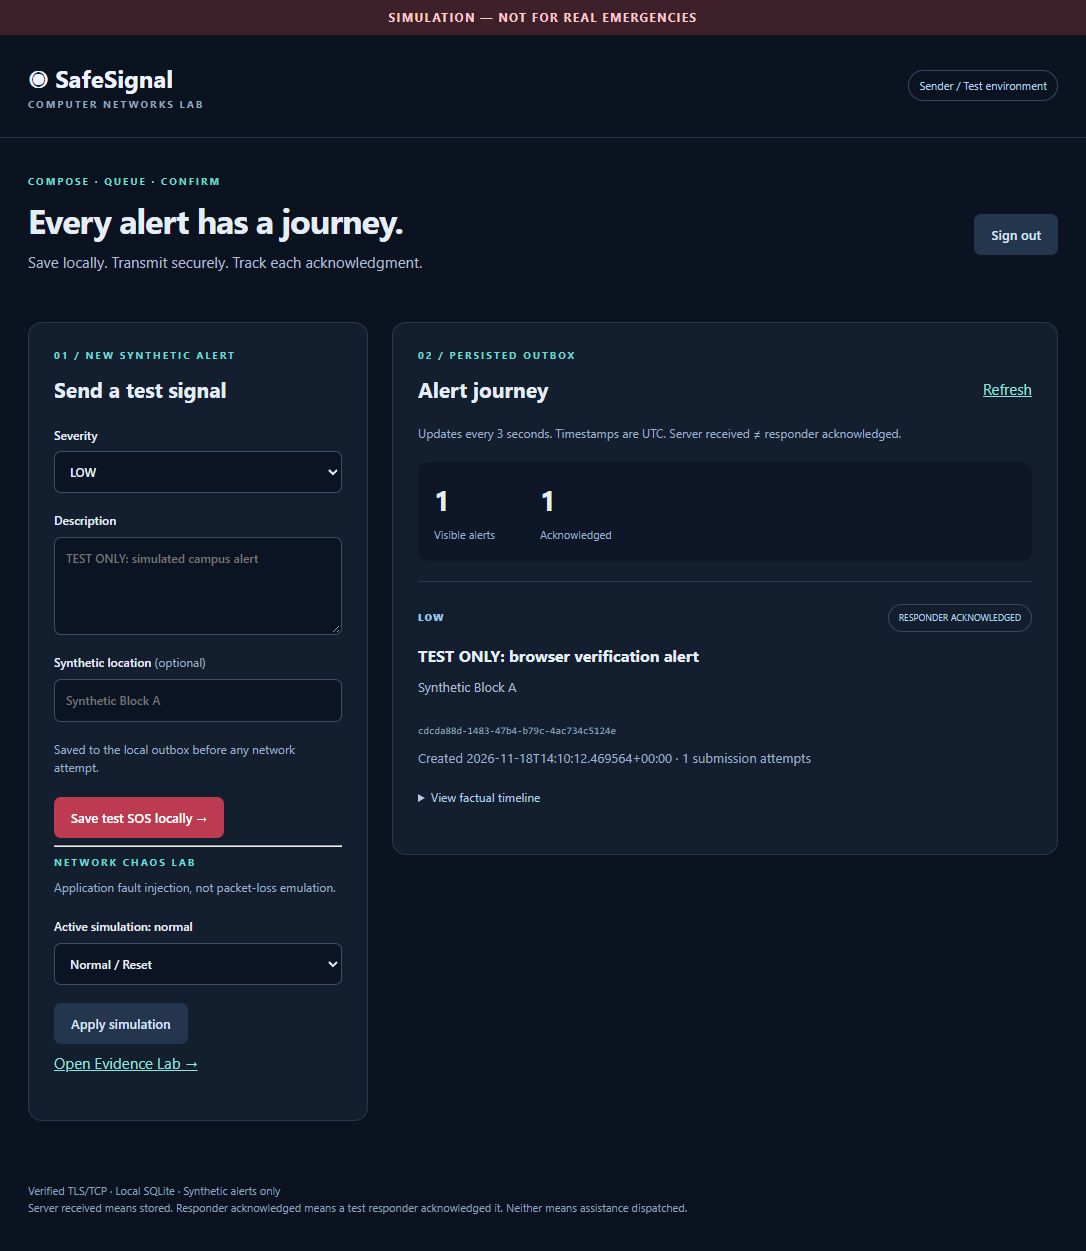 SIMULATION — NOT FOR REAL EMERGENCIES
◉ SafeSignal
COMPUTER NETWORKS LAB
Sender / Test environment
COMPOSE · QUEUE · CONFIRM
Every alert has a journey.
Save locally. Transmit securely. Track each acknowledgment.
Sign out
01 / NEW SYNTHETIC ALERT
Send a test signal
Severity
LOW
Description
TEST ONLY: simulated campus alert
Synthetic location (optional)
Synthetic Block A
Saved to the local outbox before any network
attempt.
Save test SOS locally →
NETWORK CHAOS LAB
Application fault injection, not packet-loss emulation.
Active simulation: normal
Normal / Reset
Apply simulation
Open Evidence Lab →
02 / PERSISTED OUTBOX
Alert journey
Refresh
Updates every 3 seconds. Timestamps are UTC. Server received ≠ responder acknowledged.
1
Visible alerts
1
Acknowledged
LOW
RESPONDER ACKNOWLEDGED
TEST ONLY: browser verification alert
Synthetic Block A
cdcda88d-1483-47b4-b79c-4ac734c5124e
Created 2026-11-18T14:10:12.469564+00:00 · 1 submission attempts
▶ View factual timeline
Verified TLS/TCP · Local SQLite · Synthetic alerts only
Server received means stored. Responder acknowledged means a test responder acknowledged it. Neither means assistance dispatched.